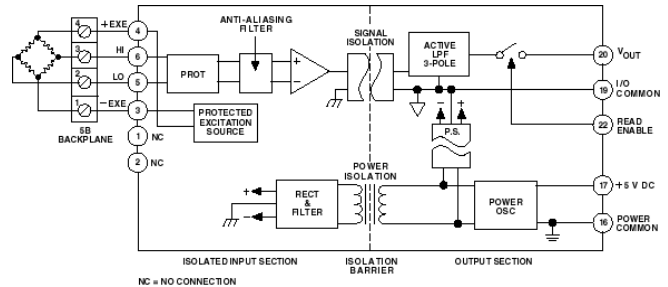 4
+EXE
4
3
HI
6
2
LO
5
1
−EXE
3
5B
BACKPLANE
1
NC
2
NC
PROT
ANTI-ALIASING
FILTER
+
−
PROTECTED
EXCITATION
SOURCE
SIGNAL
ISOLATION
ACTIVE
LPF
3-POLE
20
VOUT
19
I/O
COMMON
22
READ
ENABLE
−
+
P.S.
POWER
ISOLATION
+
−
RECT
&
FILTER
POWER
OSC
17
+5 V DC
16
POWER
COMMON
ISOLATED INPUT SECTION
ISOLATION
BARRIER
OUTPUT SECTION
NC = NO CONNECTION